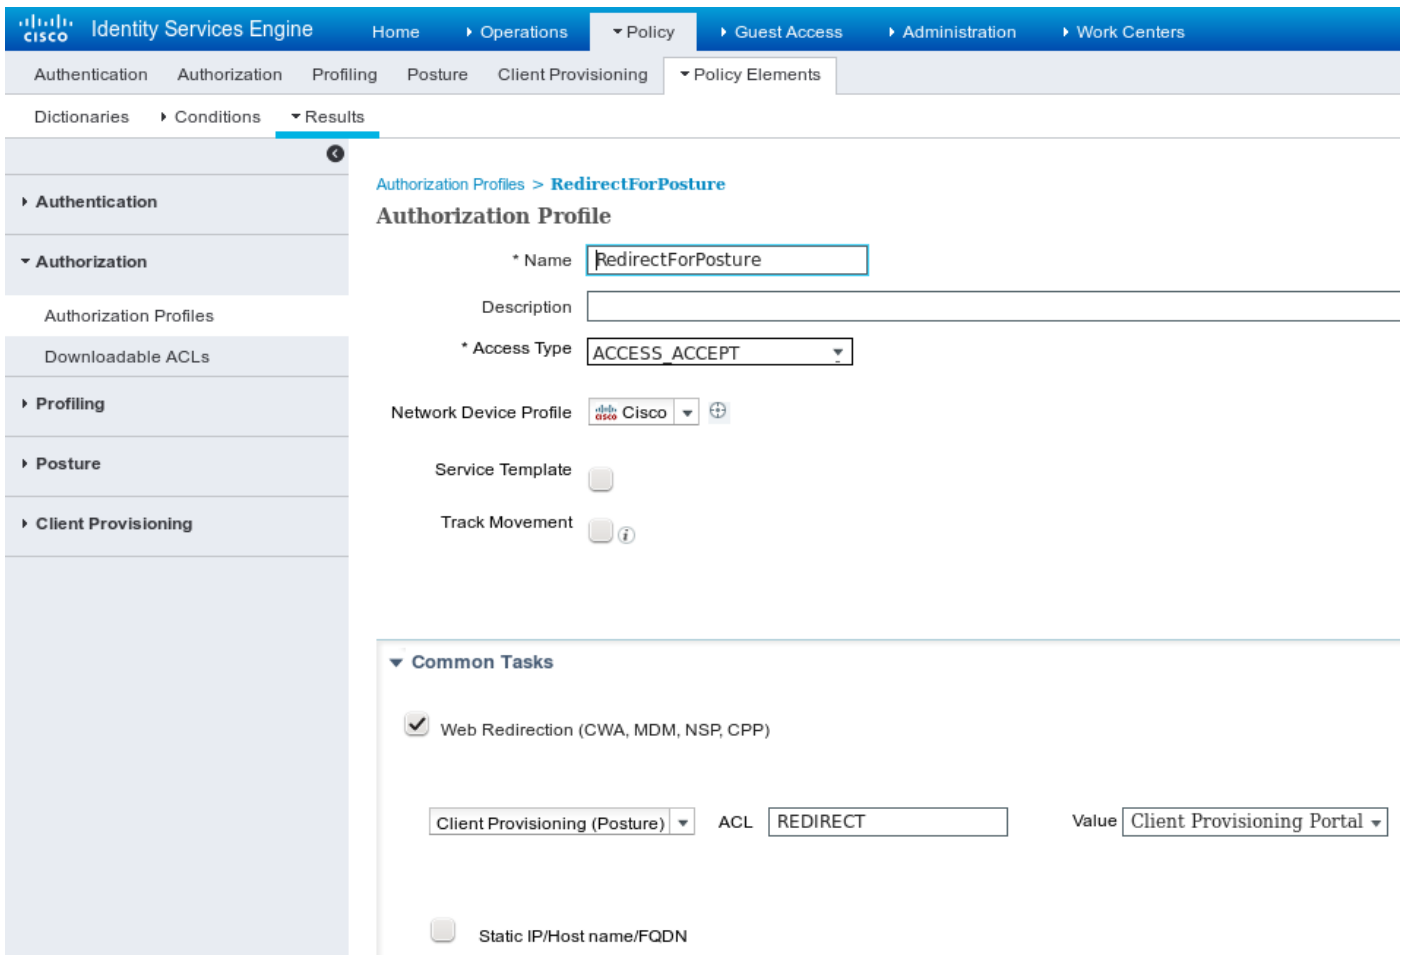 cisco Identity Services Engine Home Operations Policy Guest Access Administration Work Centers
Authentication Authorization Profiling Posture Client Provisioning Policy Elements
Dictionaries Conditions Results
Authentication
Authorization
Authorization Profiles
Downloadable ACLs
Profiling
Posture
Client Provisioning
Authorization Profiles > RedirectForPosture
Authorization Profile
* Name RedirectForPosture
Description
* Access Type ACCESS_ACCEPT
Network Device Profile cisco Cisco
Service Template
Track Movement i
Common Tasks
Web Redirection (CWA, MDM, NSP, CPP)
Client Provisioning (Posture) ACL REDIRECT Value Client Provisioning Portal
Static IP/Host name/FQDN